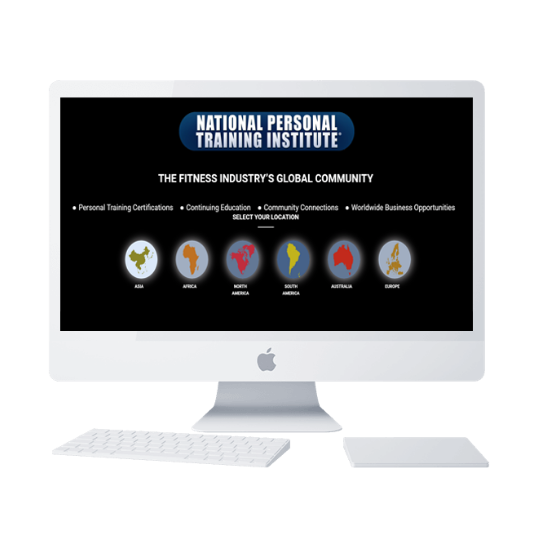 NATIONAL PERSONAL
TRAINING INSTITUTE®
THE FITNESS INDUSTRY'S GLOBAL COMMUNITY
● Personal Training Certifications ● Continuing Education ● Community Connections ● Worldwide Business Opportunities
SELECT YOUR LOCATION
ASIA AFRICA NORTH AMERICA SOUTH AMERICA AUSTRALIA EUROPE